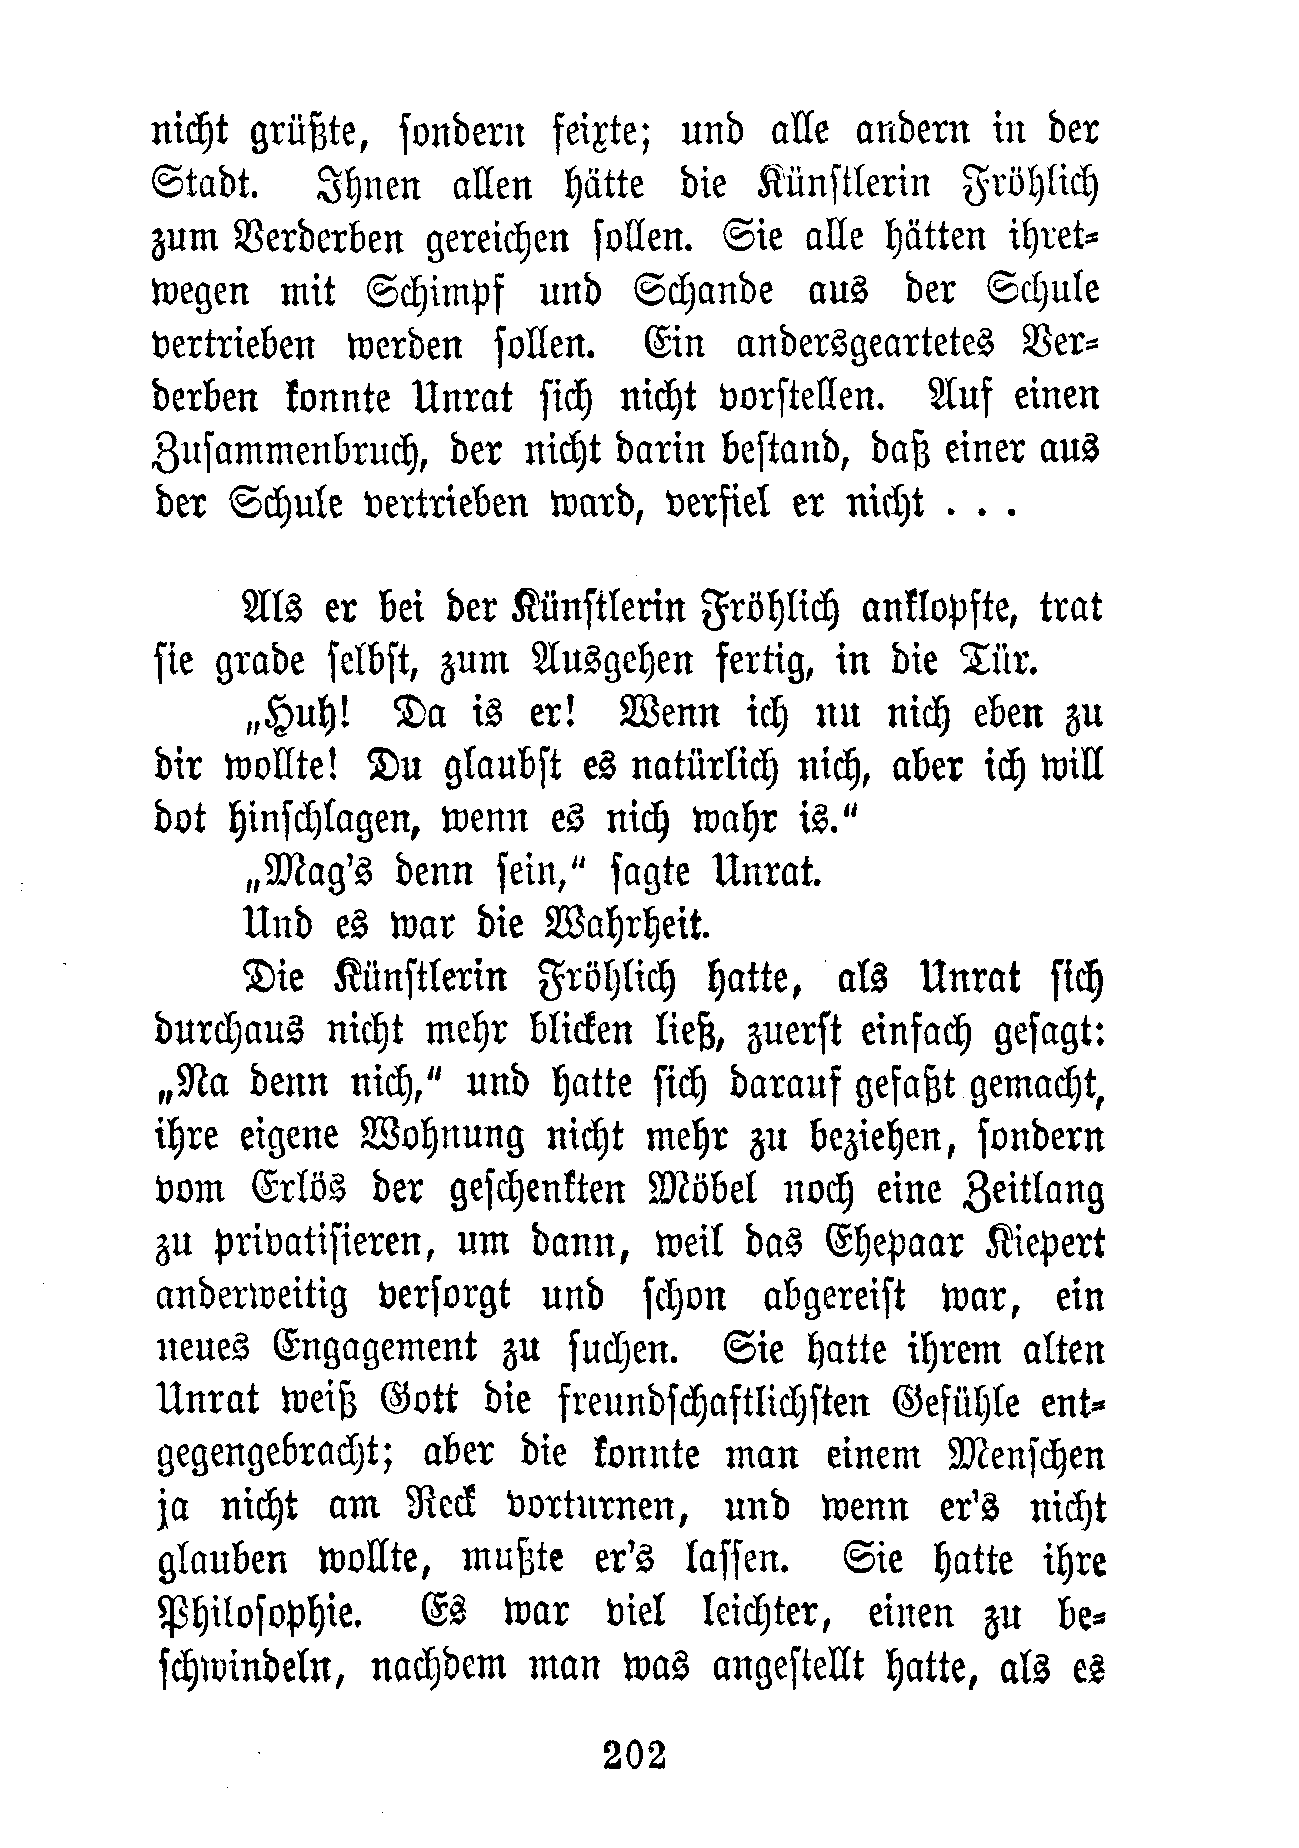 nicht grüßte, ſondern feixte; und alle andern in der
Stadt. Ihnen allen hätte die Künſtlerin Fröhlich
zum Verderben gereichen ſollen. Sie alle hätten ihret⸗
wegen mit Schimpf und Schande aus der Schule
vertrieben werden ſollen. Ein andersgeartetes Ver⸗
derben konnte Unrat ſich nicht vorſtellen. Auf einen
Zuſammenbruch, der nicht darin beſtand, daß einer aus
der Schule vertrieben ward, verfiel er nicht . . .
Als er bei der Künſtlerin Fröhlich anklopfte, trat
ſie grade ſelbſt, zum Ausgehen fertig, in die Tür.
„Huh! Da is er! Wenn ich nu nich eben zu
dir wollte! Du glaubſt es natürlich nich, aber ich will
dot hinſchlagen, wenn es nich wahr is.“
„Mag's denn ſein,“ ſagte Unrat.
Und es war die Wahrheit.
Die Künſtlerin Fröhlich hatte, als Unrat ſich
durchaus nicht mehr blicken ließ, zuerſt einfach geſagt:
„Na denn nich,“ und hatte ſich darauf gefaßt gemacht,
ihre eigene Wohnung nicht mehr zu beziehen, ſondern
vom Erlös der geſchenkten Möbel noch eine Zeitlang
zu privatiſieren, um dann, weil das Ehepaar Kiepert
anderweitig verſorgt und ſchon abgereiſt war, ein
neues Engagement zu ſuchen. Sie hatte ihrem alten
Unrat weiß Gott die freundſchaftlichſten Gefühle ent⸗
gegengebracht; aber die konnte man einem Menſchen
ja nicht am Reck vorturnen, und wenn er's nicht
glauben wollte, mußte er's laſſen. Sie hatte ihre
Philoſophie. Es war viel leichter, einen zu be⸗
ſchwindeln, nachdem man was angeſtellt hatte, als es
202